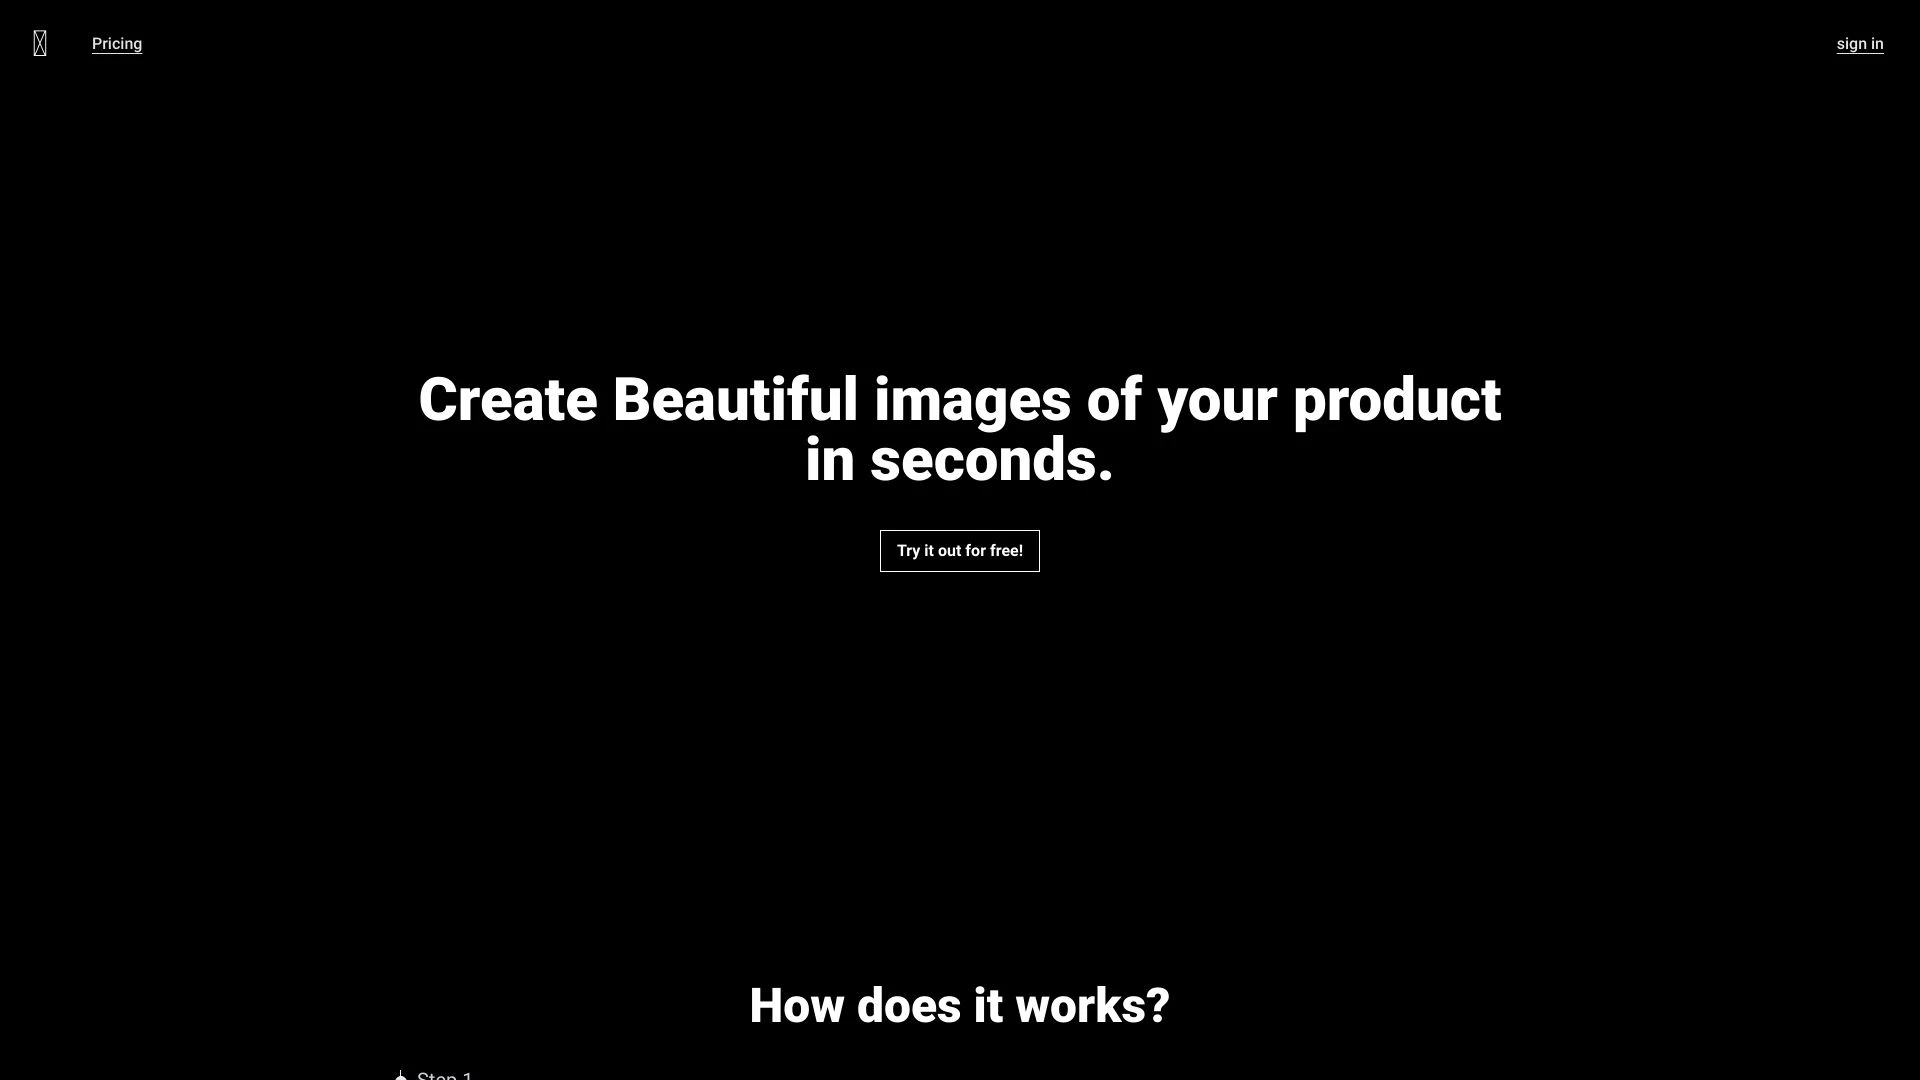 Pricing
sign in
Create Beautiful images of your product
in seconds.
Try it out for free!
How does it works?
Step 1